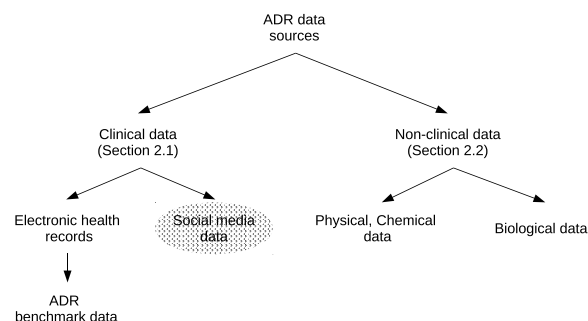 ADR data
sources
Clinical data
(Section 2.1)
Non-clinical data
(Section 2.2)
Electronic health
records
Social media
data
Physical, Chemical
data
Biological data
ADR
benchmark data